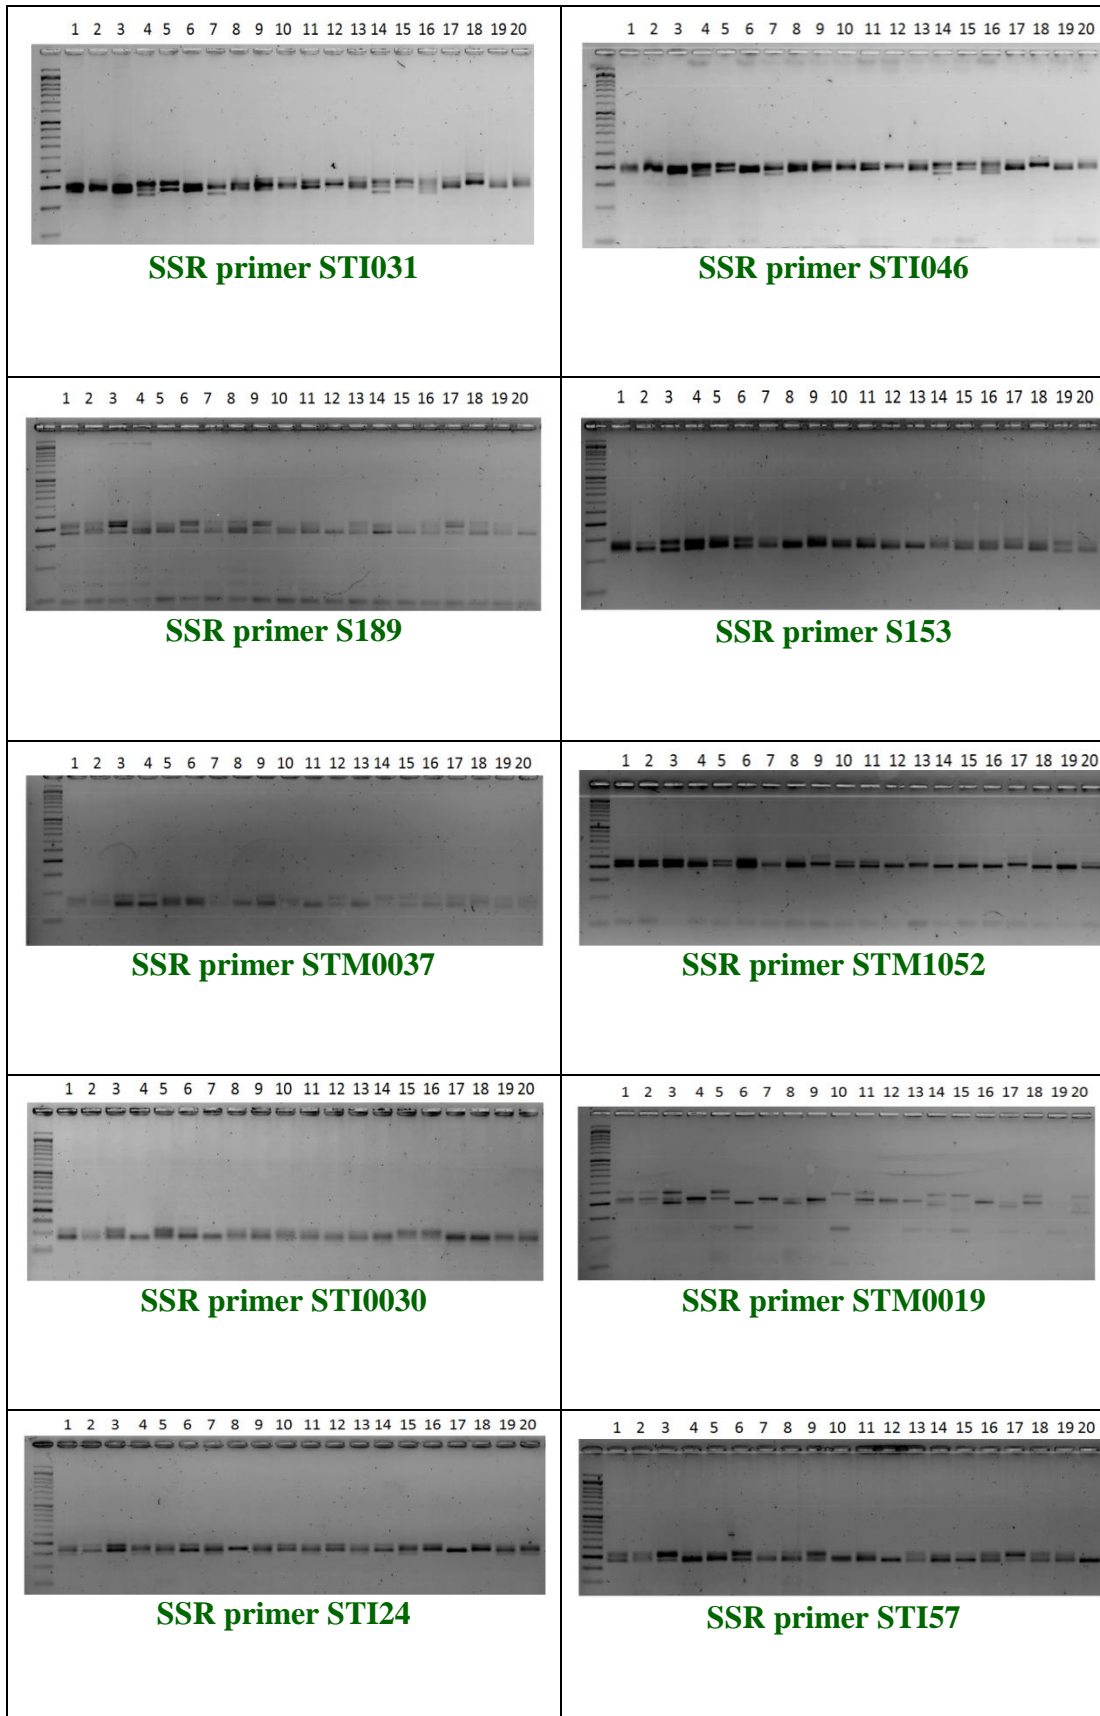 1 2 3 4 5 6 7 8 9 10 11 12 13 14 15 16 17 18 19 20
SSR primer STI031
1 2 3 4 5 6 7 8 9 10 11 12 13 14 15 16 17 18 19 20
SSR primer STI046
1 2 3 4 5 6 7 8 9 10 11 12 13 14 15 16 17 18 19 20
SSR primer S189
1 2 3 4 5 6 7 8 9 10 11 12 13 14 15 16 17 18 19 20
SSR primer S153
1 2 3 4 5 6 7 8 9 10 11 12 13 14 15 16 17 18 19 20
SSR primer STM0037
1 2 3 4 5 6 7 8 9 10 11 12 13 14 15 16 17 18 19 20
SSR primer STM1052
1 2 3 4 5 6 7 8 9 10 11 12 13 14 15 16 17 18 19 20
SSR primer STI0030
1 2 3 4 5 6 7 8 9 10 11 12 13 14 15 16 17 18 19 20
SSR primer STM0019
1 2 3 4 5 6 7 8 9 10 11 12 13 14 15 16 17 18 19 20
SSR primer STI24
1 2 3 4 5 6 7 8 9 10 11 12 13 14 15 16 17 18 19 20
SSR primer STI57